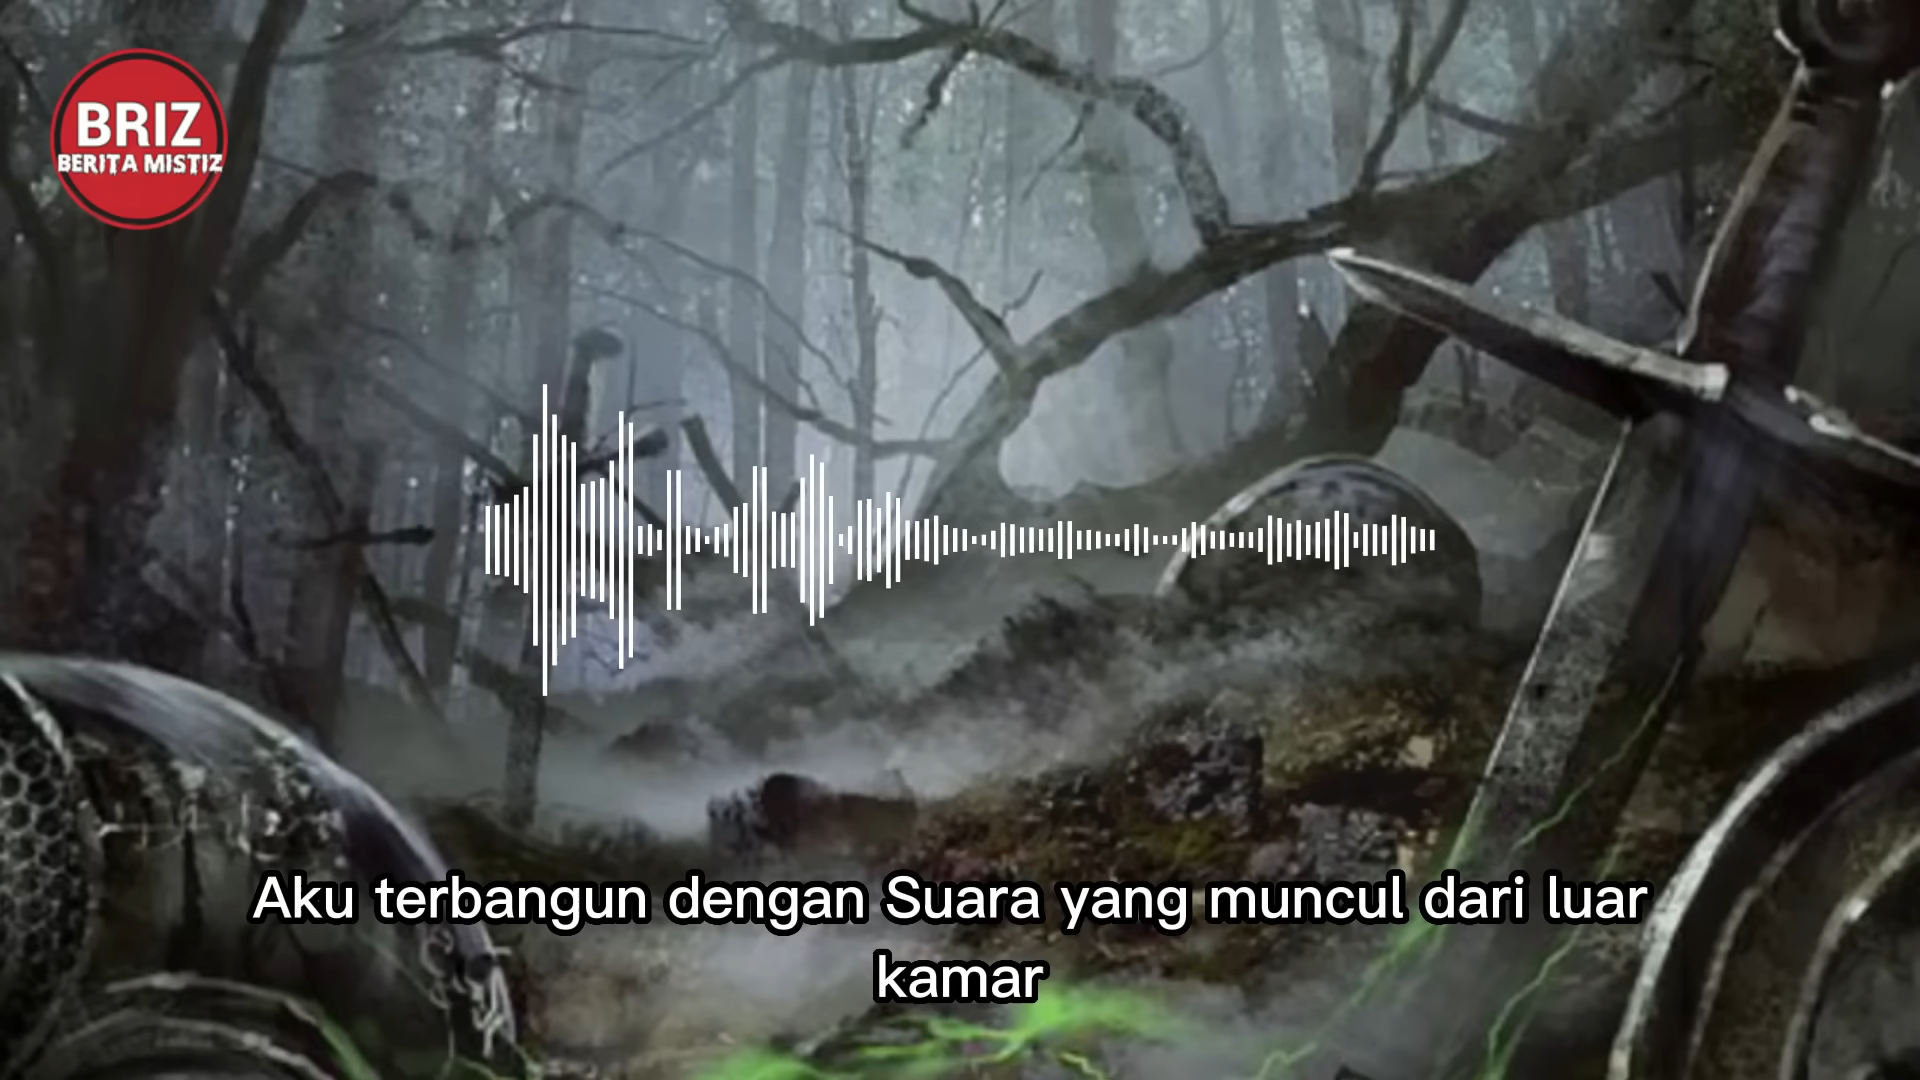 BRIZ
BERITA MISTIZ
Aku terbangun dengan Suara yang muncul dari luar
kamar